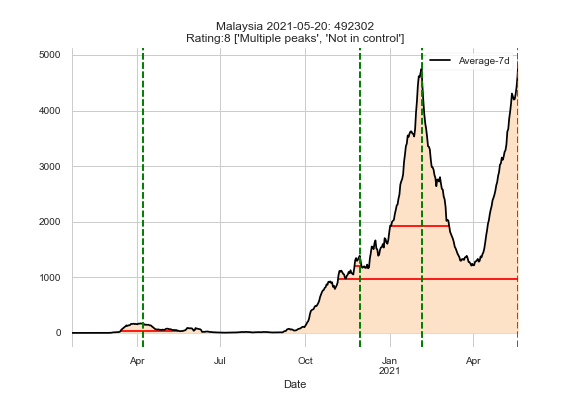 Malaysia 2021-05-20: 492302
Rating:8 ['Multiple peaks', 'Not in control']
Average-7d
5000
4000
3000
2000
1000
0
Apr
Jul
Oct
Jan
2021
Apr
Date